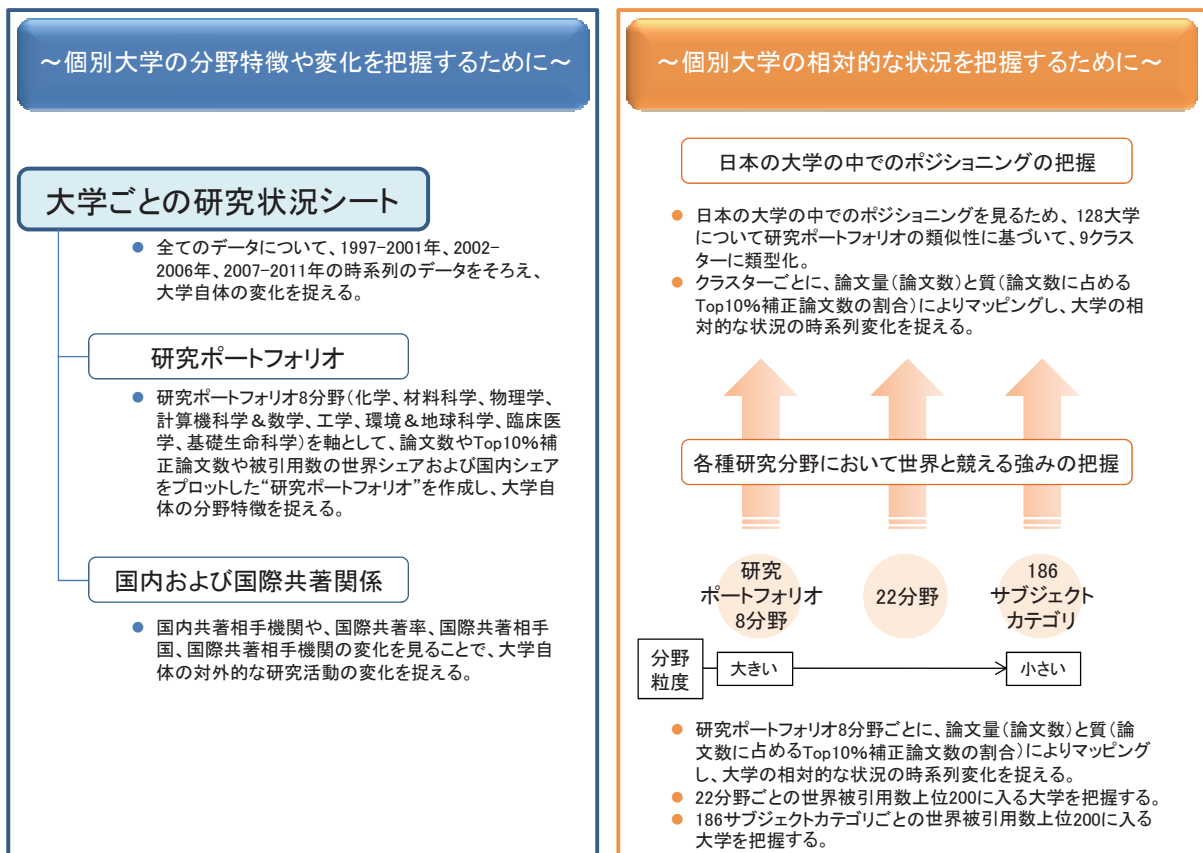 ～個別大学の分野特徴や変化を把握するために～
大学ごとの研究状況シート
● 全てのデータについて、1997-2001年、2002-
2006年、2007-2011年の時系列のデータをそろえ、
大学自体の変化を捉える。
研究ポートフォリオ
● 研究ポートフォリオ8分野（化学、材料科学、物理学、
計算機科学＆数学、工学、環境＆地球科学、臨床医
学、基礎生命科学）を軸として、論文数やTop10%補
正論文数や被引用数の世界シェアおよび国内シェア
をプロットした“研究ポートフォリオ”を作成し、大学自
体の分野特徴を捉える。
国内および国際共著関係
● 国内共著相手機関や、国際共著率、国際共著相手
国、国際共著相手機関の変化を見ることで、大学自
体の対外的な研究活動の変化を捉える。
～個別大学の相対的な状況を把握するために～
日本の大学の中でのポジショニングの把握
● 日本の大学の中でのポジショニングを見るため、128大学
について研究ポートフォリオの類似性に基づいて、9クラス
ターに類型化。
● クラスターごとに、論文量（論文数）と質（論文数に占める
Top10%補正論文数の割合）によりマッピングし、大学の相
対的な状況の時系列変化を捉える。
各種研究分野において世界と競える強みの把握
研究
ポートフォリオ
8分野
22分野
186
サブジェクト
カテゴリ
分野
粒度
大きい
小さい
● 研究ポートフォリオ8分野ごとに、論文量（論文数）と質（論
文数に占めるTop10%補正論文数の割合）によりマッピング
し、大学の相対的な状況の時系列変化を捉える。
● 22分野ごとの世界被引用数上位200に入る大学を把握する。
● 186サブジェクトカテゴリごとの世界被引用数上位200に入る
大学を把握する。